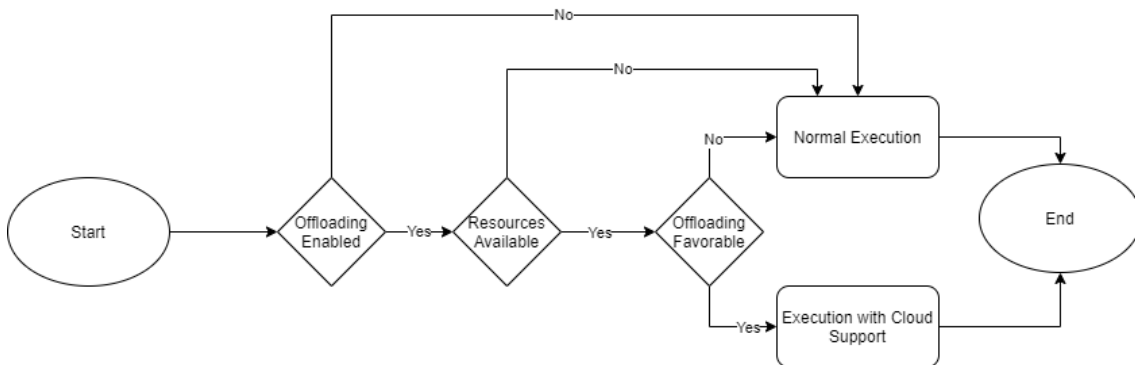 No
No
No
Normal Execution
Start
Offloading
Enabled
Yes
Resources
Available
Yes
Offloading
Favorable
End
Yes
Execution with Cloud
Support